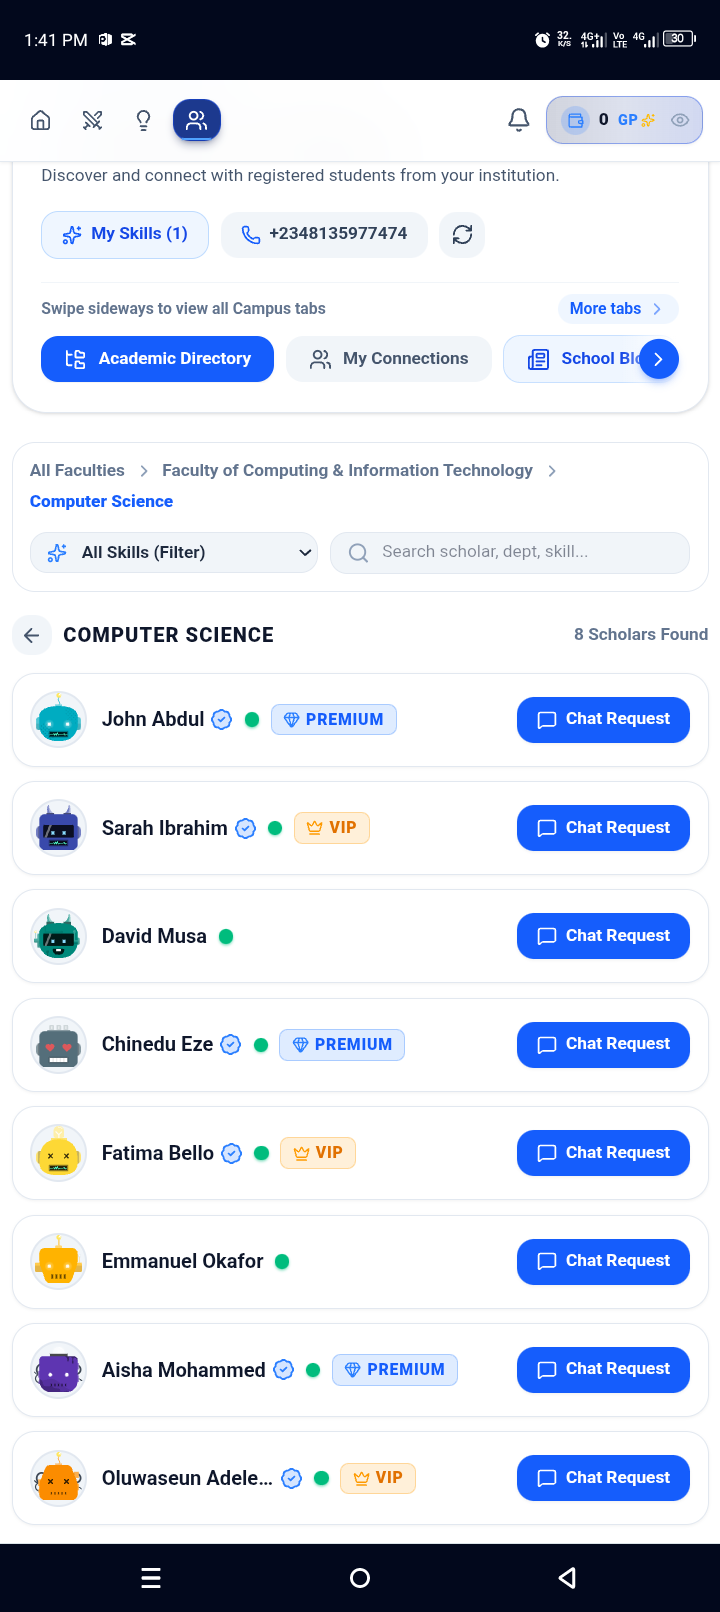 1:41 PM
32. K/S 4G+ Vo LTE 4G 30
0 GP
Discover and connect with registered students from your institution.
My Skills (1) +2348135977474
Swipe sideways to view all Campus tabs More tabs
Academic Directory My Connections School Blo
All Faculties > Faculty of Computing & Information Technology >
Computer Science
All Skills (Filter) Search scholar, dept, skill...
COMPUTER SCIENCE 8 Scholars Found
John Abdul PREMIUM Chat Request
Sarah Ibrahim VIP Chat Request
David Musa Chat Request
Chinedu Eze PREMIUM Chat Request
Fatima Bello VIP Chat Request
Emmanuel Okafor Chat Request
Aisha Mohammed PREMIUM Chat Request
Oluwaseun Adele... VIP Chat Request